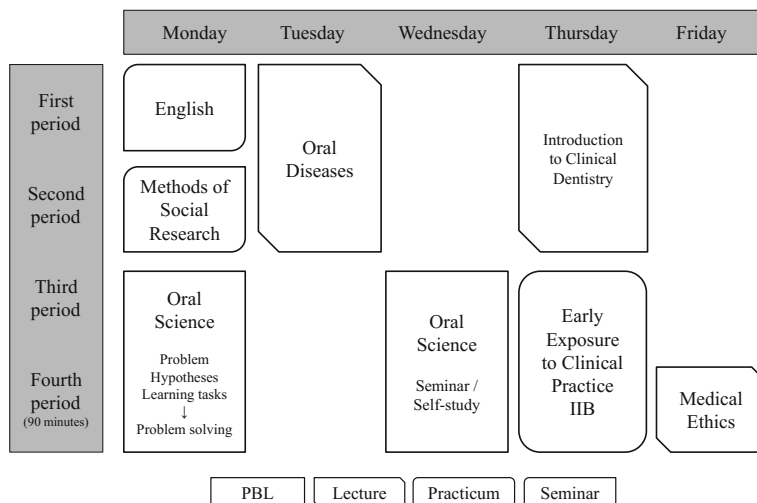 Monday Tuesday Wednesday Thursday Friday
First
period
English
Second
period
Methods of
Social
Research
Oral
Diseases
Introduction
to Clinical
Dentistry
Third
period
Fourth
period
(90 minutes)
Oral
Science
Problem
Hypotheses
Learning tasks
↓
Problem solving
Oral
Science
Seminar /
Self-study
Early
Exposure
to Clinical
Practice
IIB
Medical
Ethics
PBL Lecture Practicum Seminar